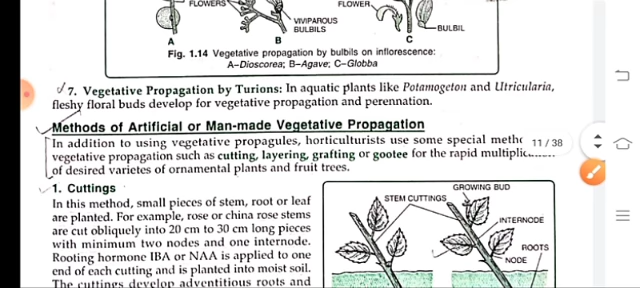 FLOWERS
FLOWER
VIVIPAROUS
BULBILS
BULBIL
A
B
C
Fig. 1.14 Vegetative propagation by bulbils on inflorescence:
A-Dioscorea; B-Agave; C-Globba
7. Vegetative Propagation by Turions: In aquatic plants like Potamogeton and Utricularia,
fleshy floral buds develop for vegetative propagation and perennation.
Methods of Artificial or Man-made Vegetative Propagation
In addition to using vegetative propagules, horticulturists use some special
11 / 38
vegetative propagation such as cutting, layering, grafting or gootee for the rapid
of desired varietes of ornamental plants and fruit trees.
1. Cuttings
In this method, small pieces of stem, root or leaf
are planted. For example, rose or china rose stems
are cut obliquely into 20 cm to 30 cm long pieces
with minimum two nodes and one internode.
Rooting hormone IBA or NAA is applied to one
end of each cutting and is planted into moist soil.
The cuttings develop adventitious roots and
GROWING BUD
STEM CUTTINGS
INTERNODE
ROOTS
NODE